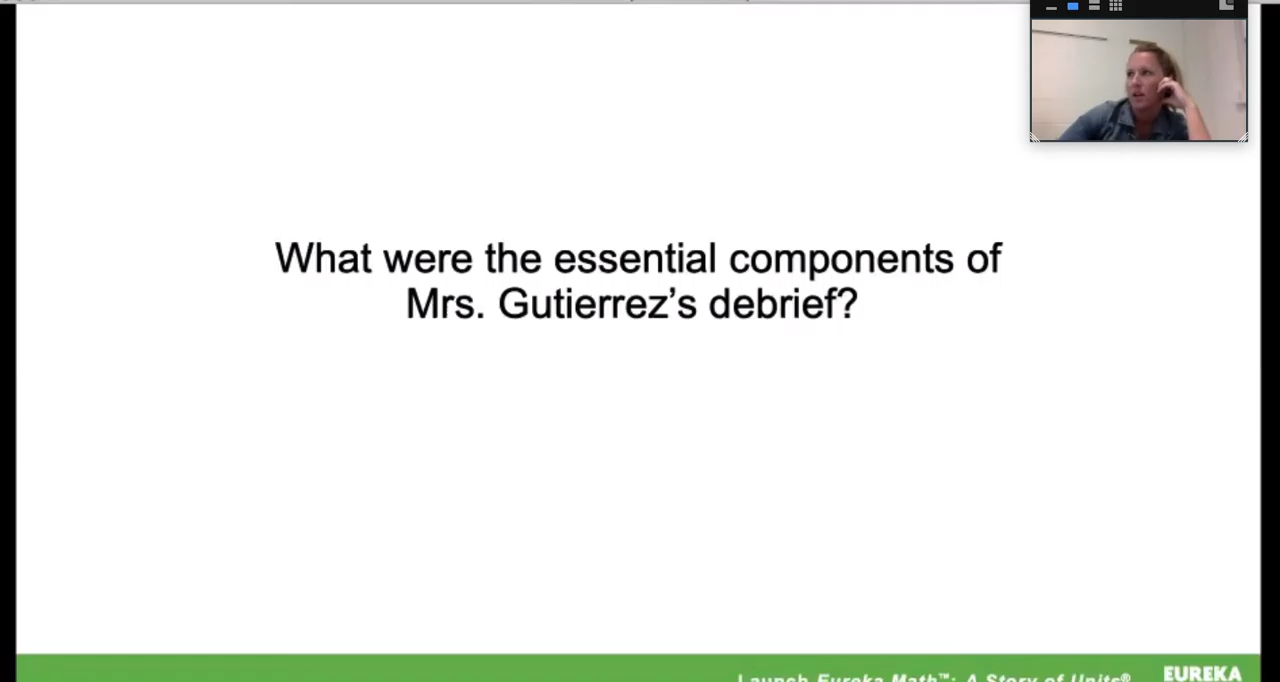 What were the essential components of
Mrs. Gutierrez’s debrief?
Launch Eureka Math™: A Story of Units®
EUREKA